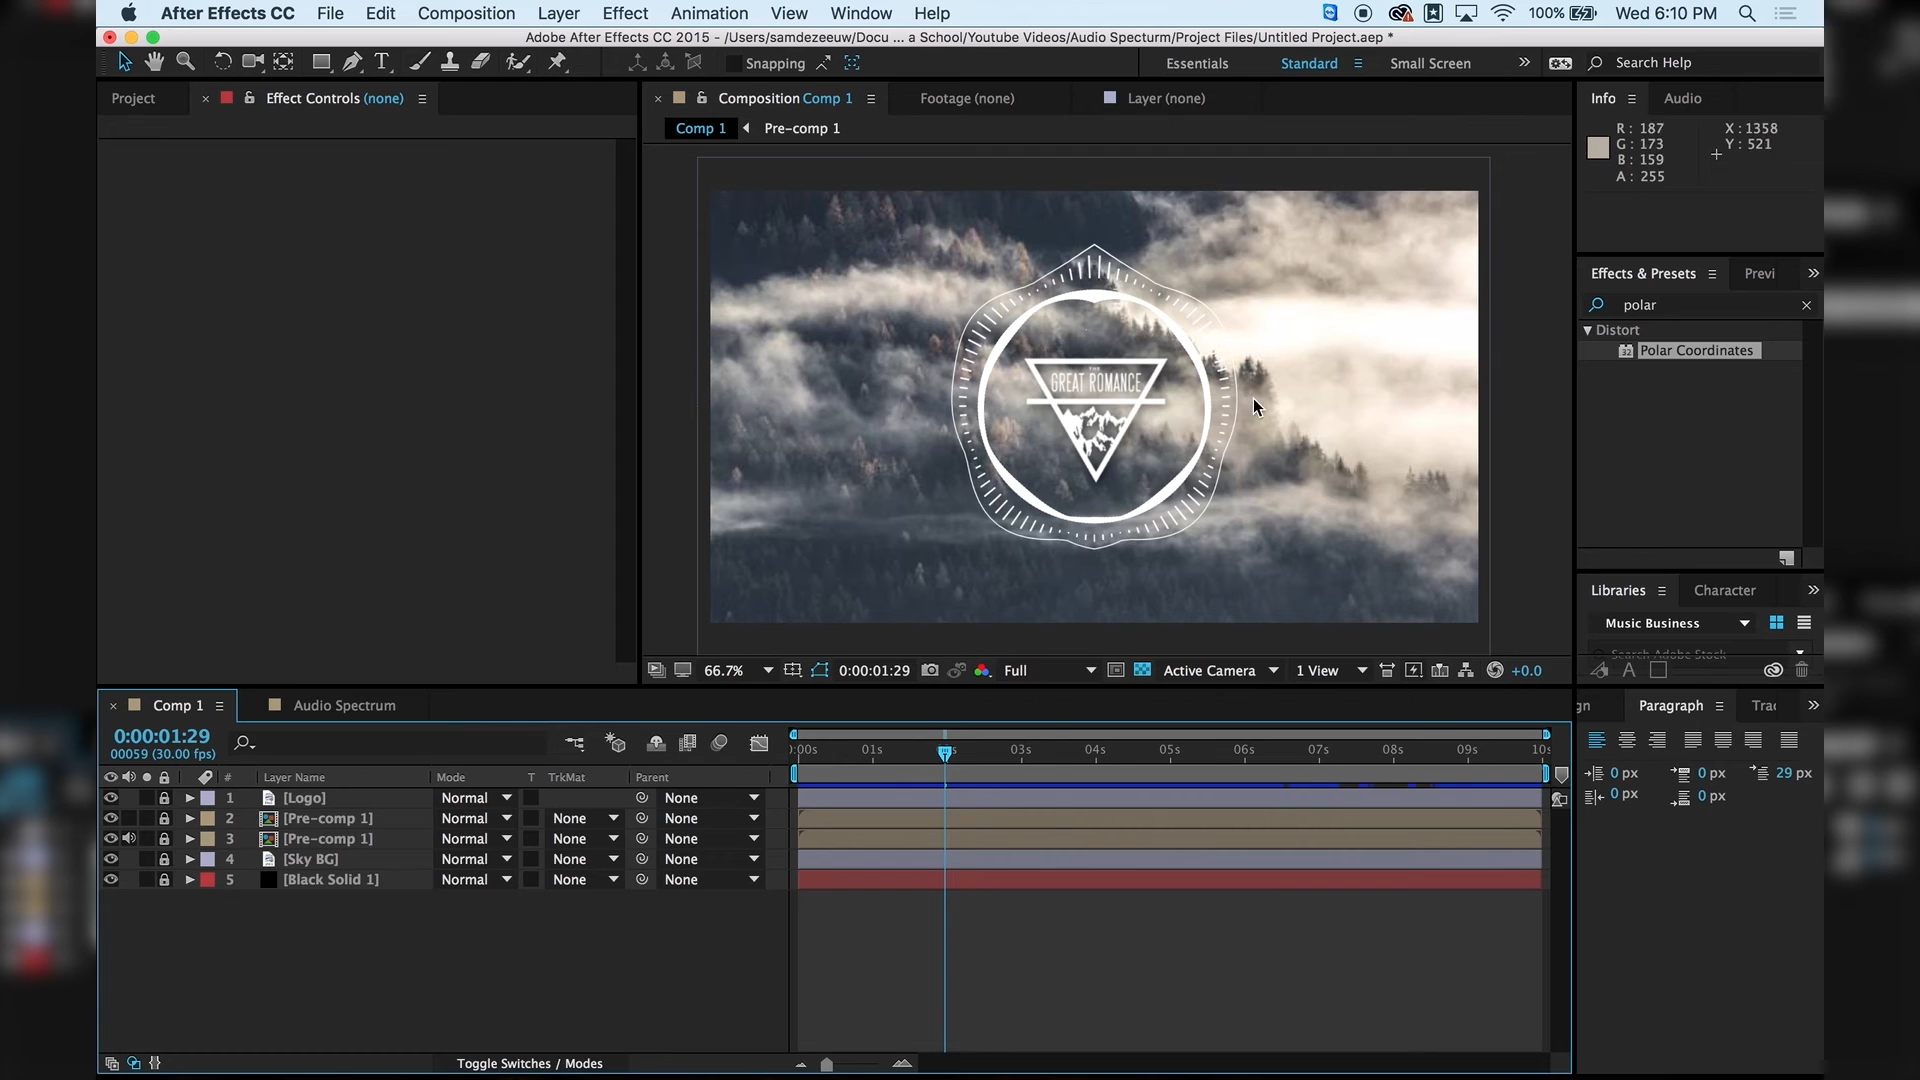 After Effects CC File Edit Composition Layer Effect Animation View Window Help 100% Wed 6:10 PM
Adobe After Effects CC 2015 - /Users/samdezeeuw/Docu ... a School/Youtube Videos/Audio Specturm/Project Files/Untitled Project.aep *
T Snapping Essentials Standard Small Screen Search Help
Project Effect Controls (none) Composition Comp 1 Footage (none) Layer (none) Info Audio
Comp 1 Pre-comp 1
R: 187 X: 1358
G: 173 Y: 521
B: 159
A: 255
Effects & Presets Previ
polar
Distort
32 Polar Coordinates
THE
GREAT ROMANCE
Libraries Character
Music Business
Search Adobe Stock
66.7% 0:00:01:29 Full Active Camera 1 View +0.0
Comp 1 Audio Spectrum gn Paragraph Trac
0:00:01:29
00059 (30.00 fps)
):00s 01s 03s 04s 05s 06s 07s 08s 09s 10s
# Layer Name Mode T TrkMat Parent
1 [Logo] Normal None
2 [Pre-comp 1] Normal None None
3 [Pre-comp 1] Normal None None
4 [Sky BG] Normal None None
5 [Black Solid 1] Normal None None
0 px 0 px 29 px
0 px 0 px
Toggle Switches / Modes